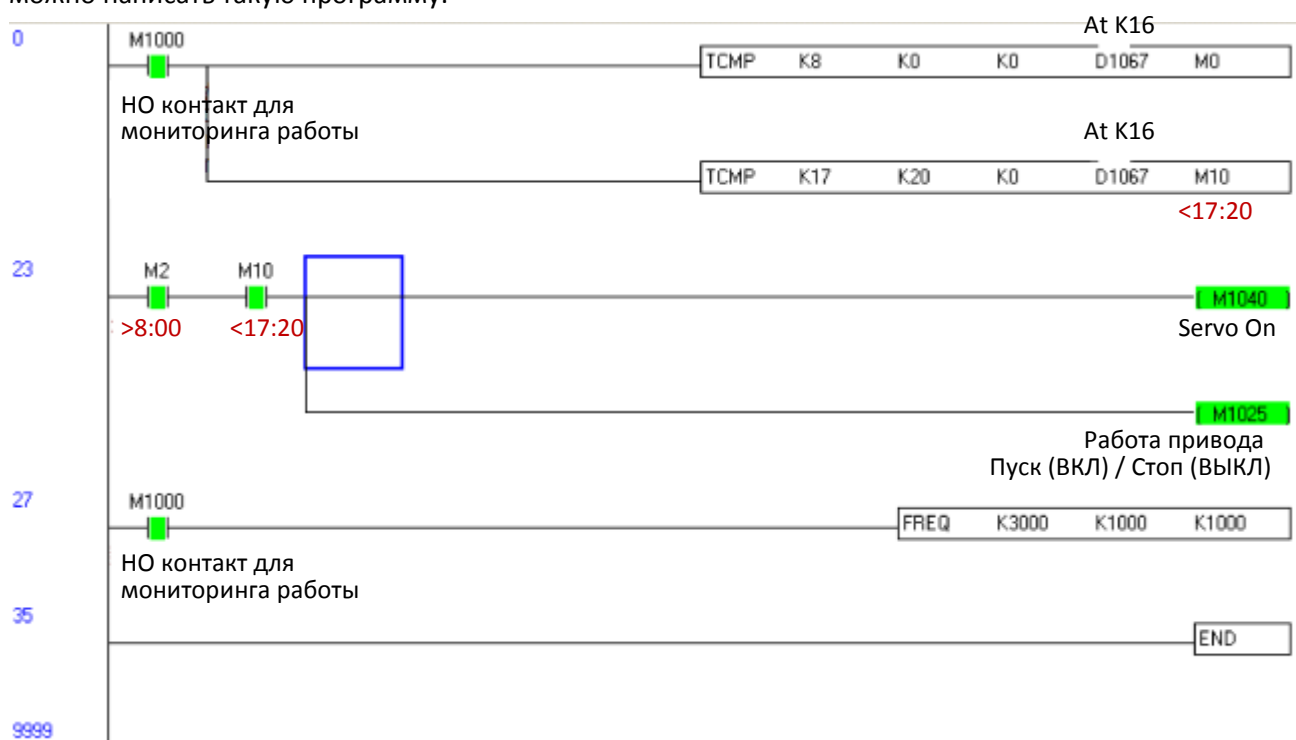 можно написать такую программу:
At K16
0 M1000
TCMP K8 K0 K0 D1067 M0
НО контакт для
мониторинга работы
At K16
TCMP K17 K20 K0 D1067 M10
<17:20
23 M2 M10
M1040
>8:00 <17:20
Servo On
M1025
Работа привода
Пуск (ВКЛ) / Стоп (ВЫКЛ)
27 M1000
FREQ K3000 K1000 K1000
НО контакт для
мониторинга работы
35
END
9999